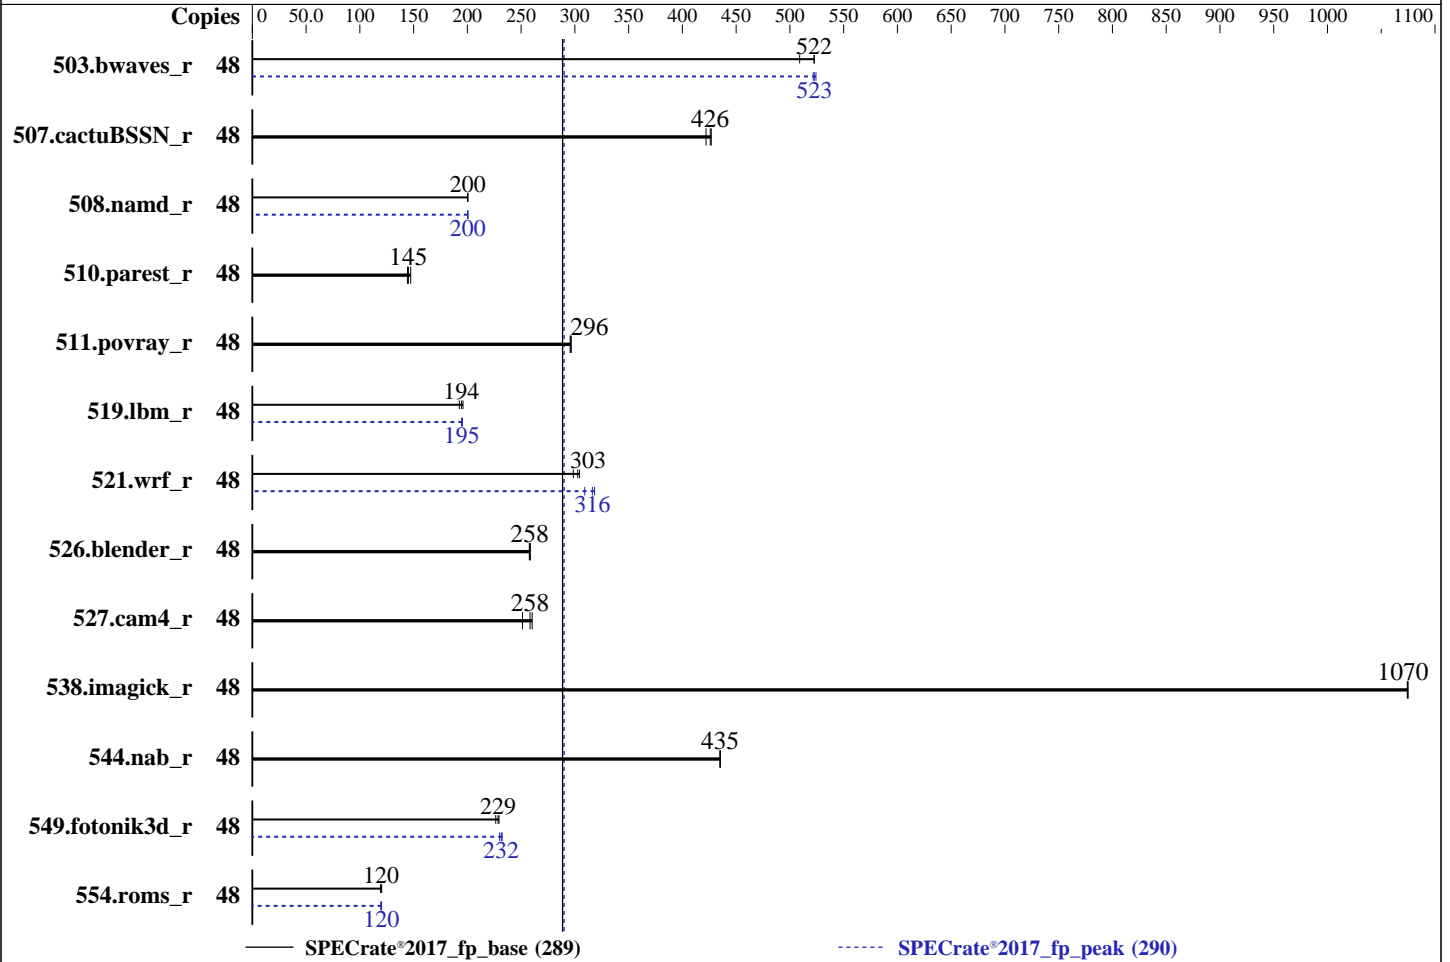 Copies 0 50.0 100 150 200 250 300 350 400 450 500 550 600 650 700 750 800 850 900 950 1000 1100
503.bwaves_r 48 522
523
507.cactuBSSN_r 48 426
508.namd_r 48 200
200
510.parest_r 48 145
511.povray_r 48 296
519.lbm_r 48 194
195
521.wrf_r 48 303
316
526.blender_r 48 258
527.cam4_r 48 258
538.imagick_r 48 1070
544.nab_r 48 435
549.fotonik3d_r 48 229
232
554.roms_r 48 120
120
SPECrate®2017_fp_base (289) SPECrate®2017_fp_peak (290)